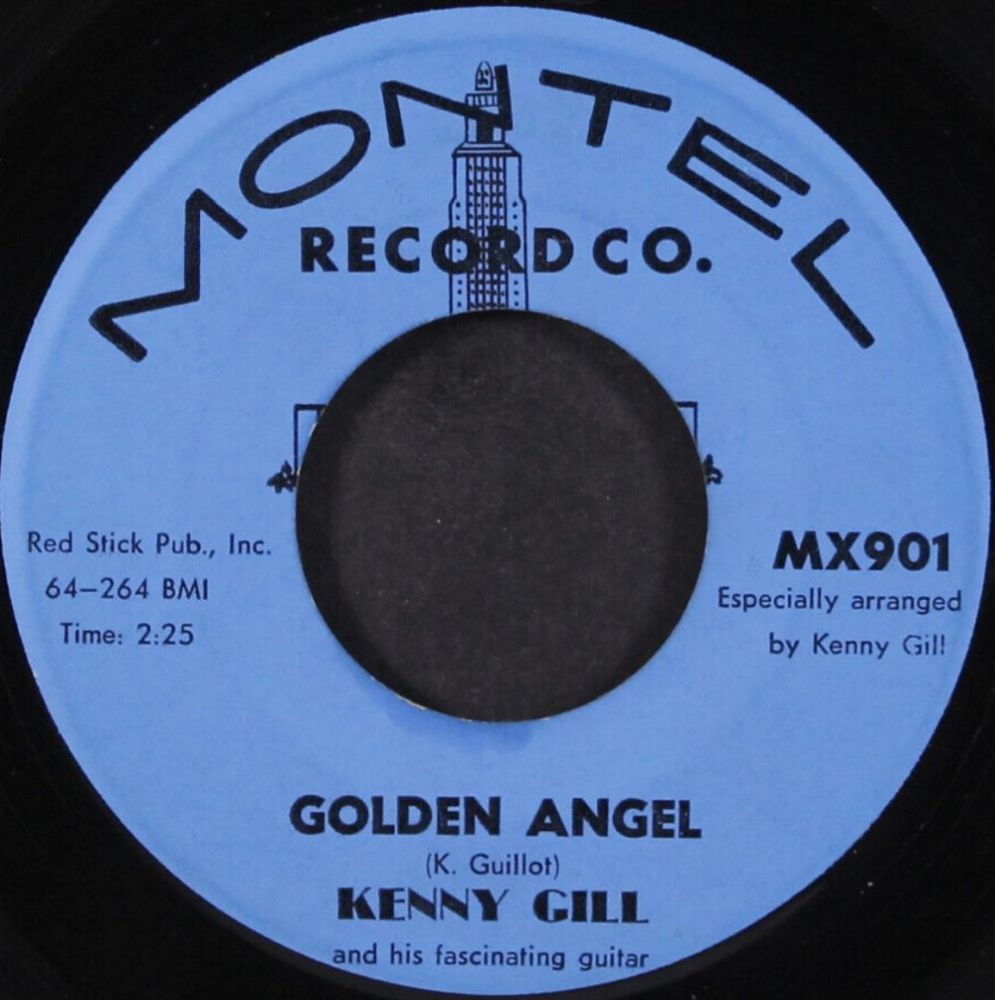 MONTEL
RECORD CO.
Red Stick Pub., Inc.
64-264 BMI
Time: 2:25
MX901
Especially arranged
by Kenny Gill
GOLDEN ANGEL
(K. Guillot)
KENNY GILL
and his fascinating guitar